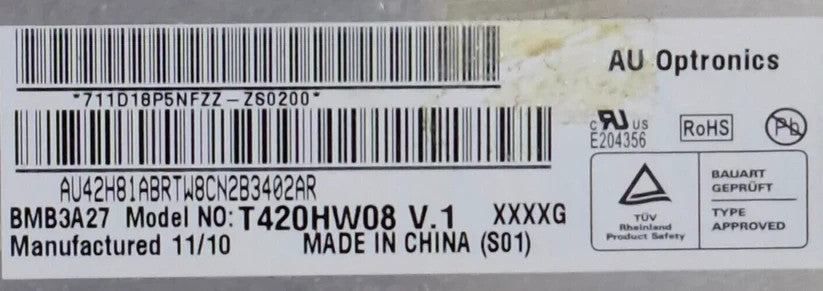 AU Optronics
*711D18P5NFZZ-ZS0200*
c RU US
E204356
RoHS
Pb
AU42H81ABRTW8CN2B3402AR
BMB3A27 Model NO: T420HW08 V.1 XXXXG
Manufactured 11/10 MADE IN CHINA (S01)
TÜV
Rheinland
Product Safety
BAUART
GEPRÜFT
TYPE
APPROVED